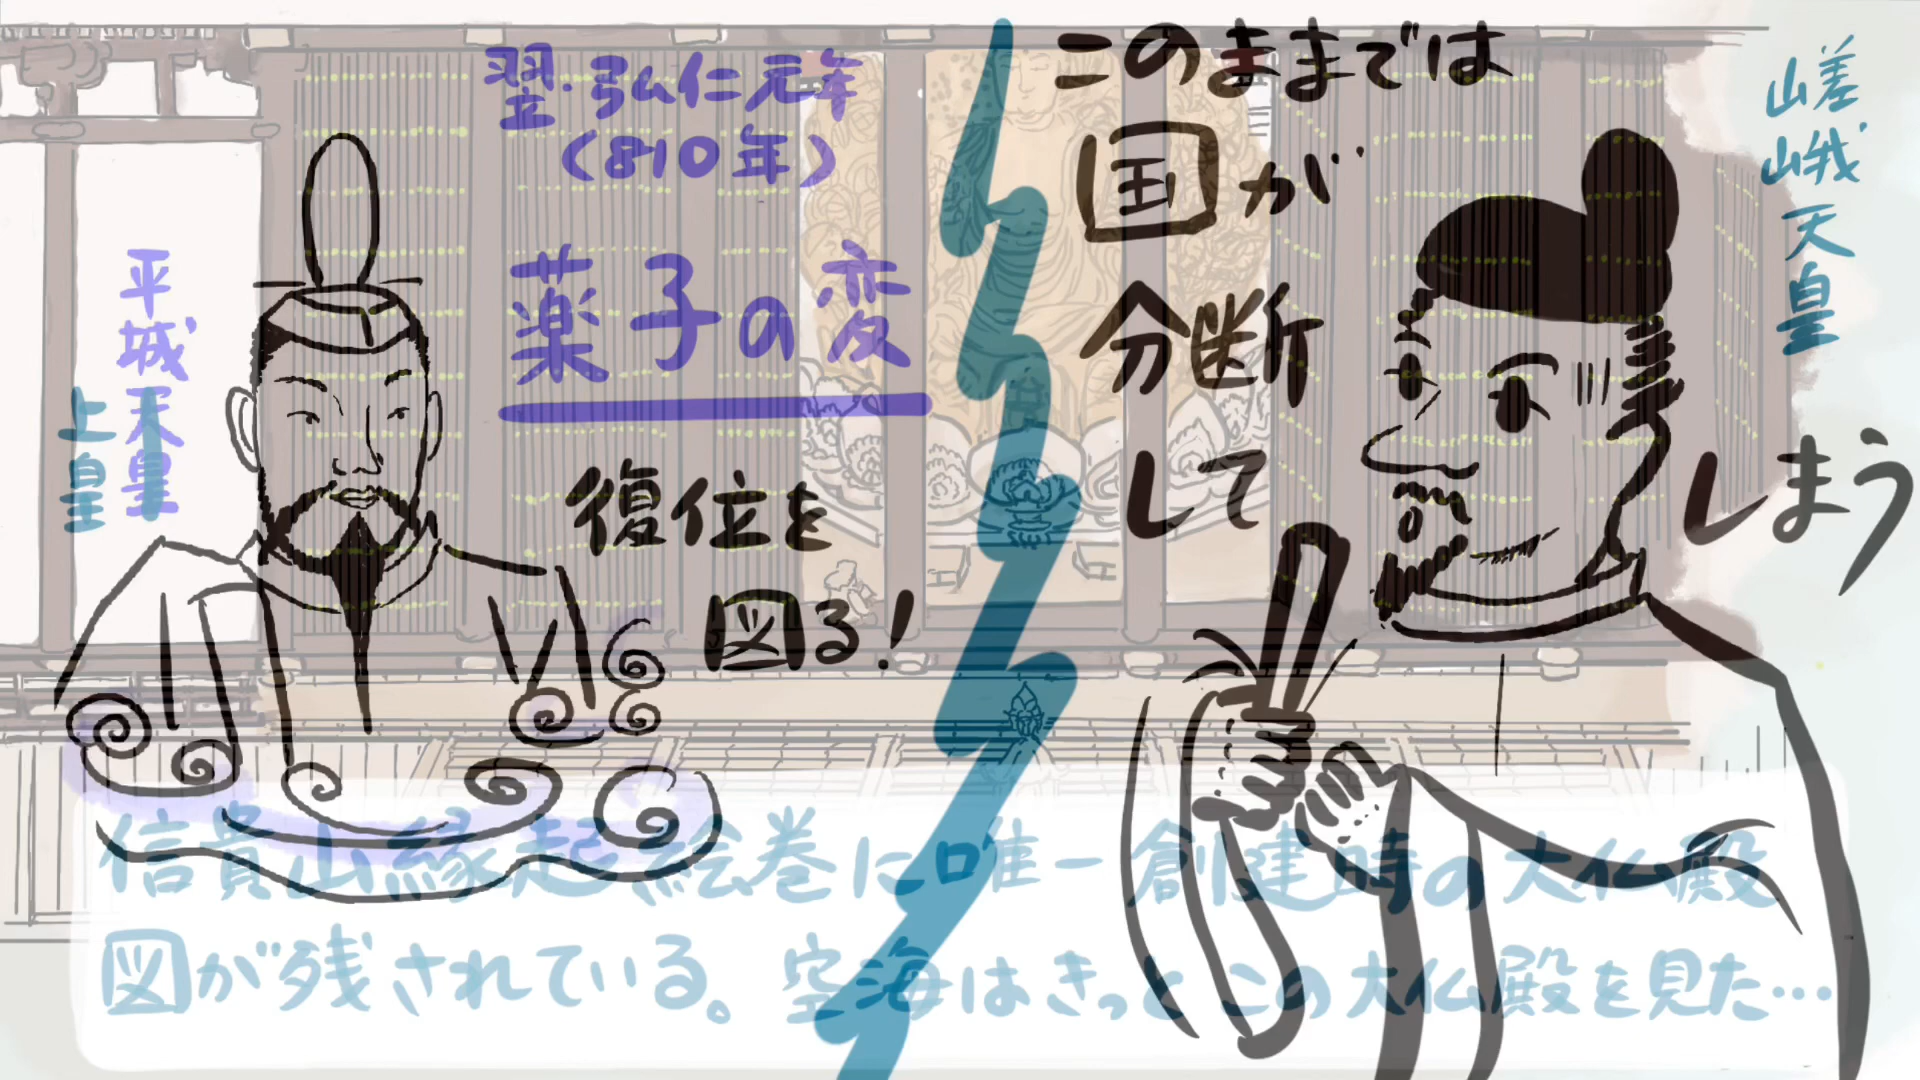 翌・弘仁元年
(810年)
薬子の変
平城天皇
上皇
復位を
図る!
このままでは
国が
分断
して
しまう
嵯峨天皇
信貴山縁起絵巻に唯一創建時の大仏殿
図が残されている。空海はきっとこの大仏殿を見た…